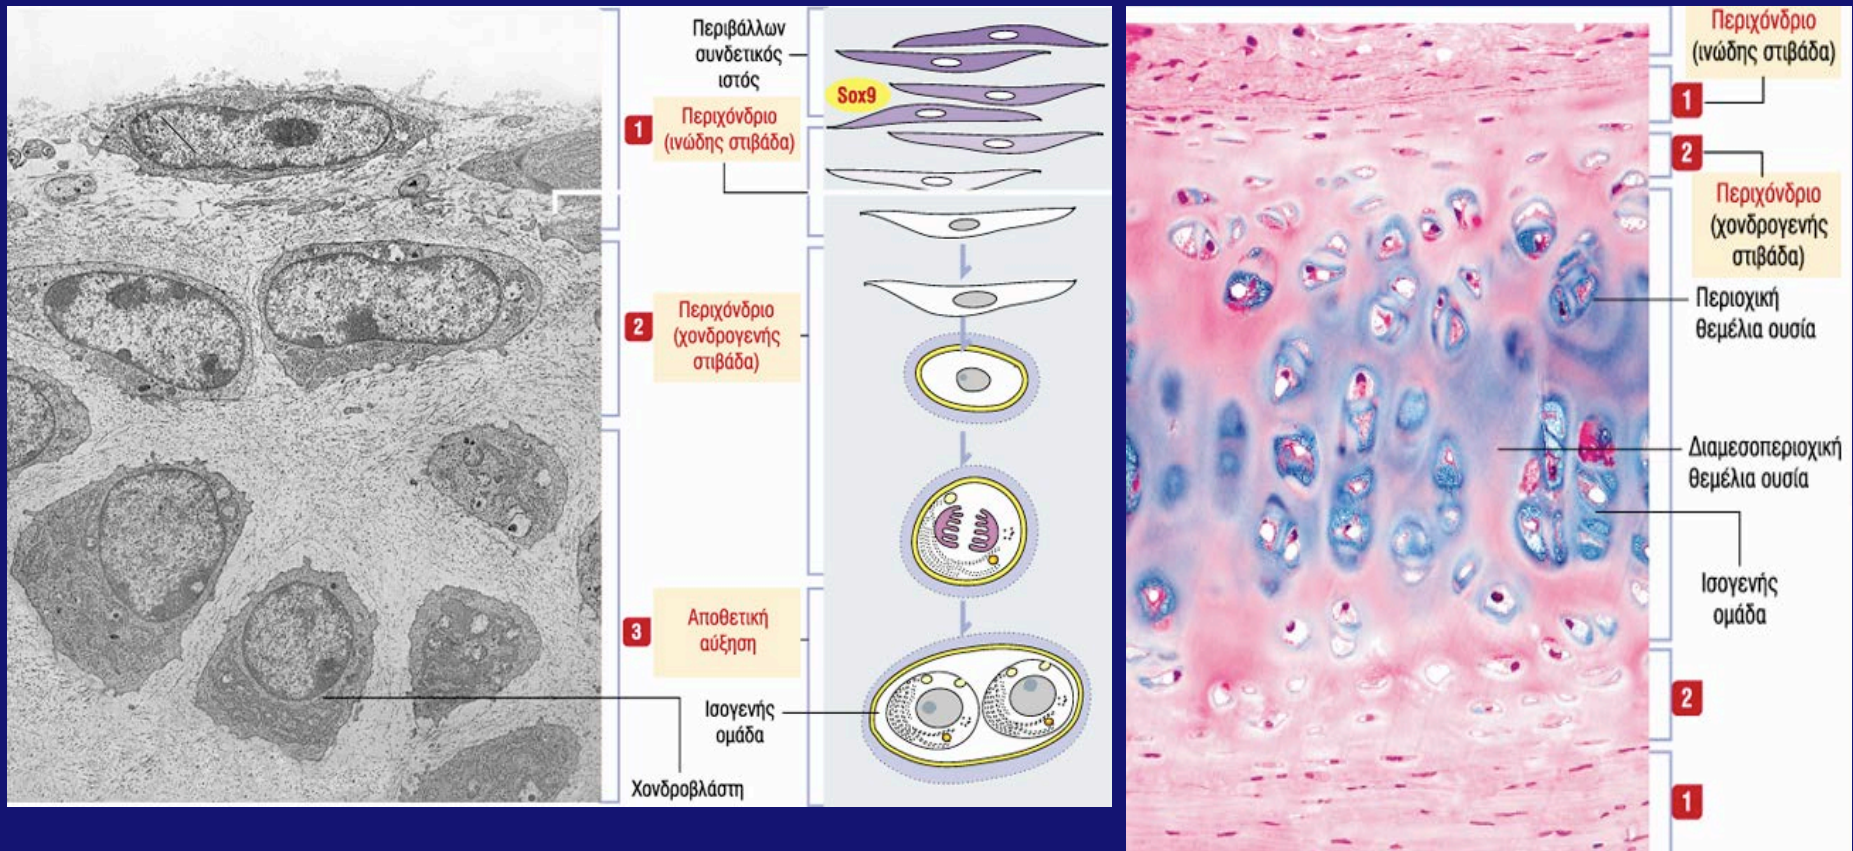 Περιβάλλων
συνδετικός
ιστός
Sox9
1
Περιχόνδριο
(ινώδης στιβάδα)
2
Περιχόνδριο
(χονδρογενής
στιβάδα)
3
Αποθετική
αύξηση
Ισογενής
ομάδα
Χονδροβλάστη
Περιχόνδριο
(ινώδης στιβάδα)
1
2
Περιχόνδριο
(χονδρογενής
στιβάδα)
Περιοχική
θεμέλια ουσία
Διαμεσοπεριοχική
θεμέλια ουσία
Ισογενής
ομάδα
2
1